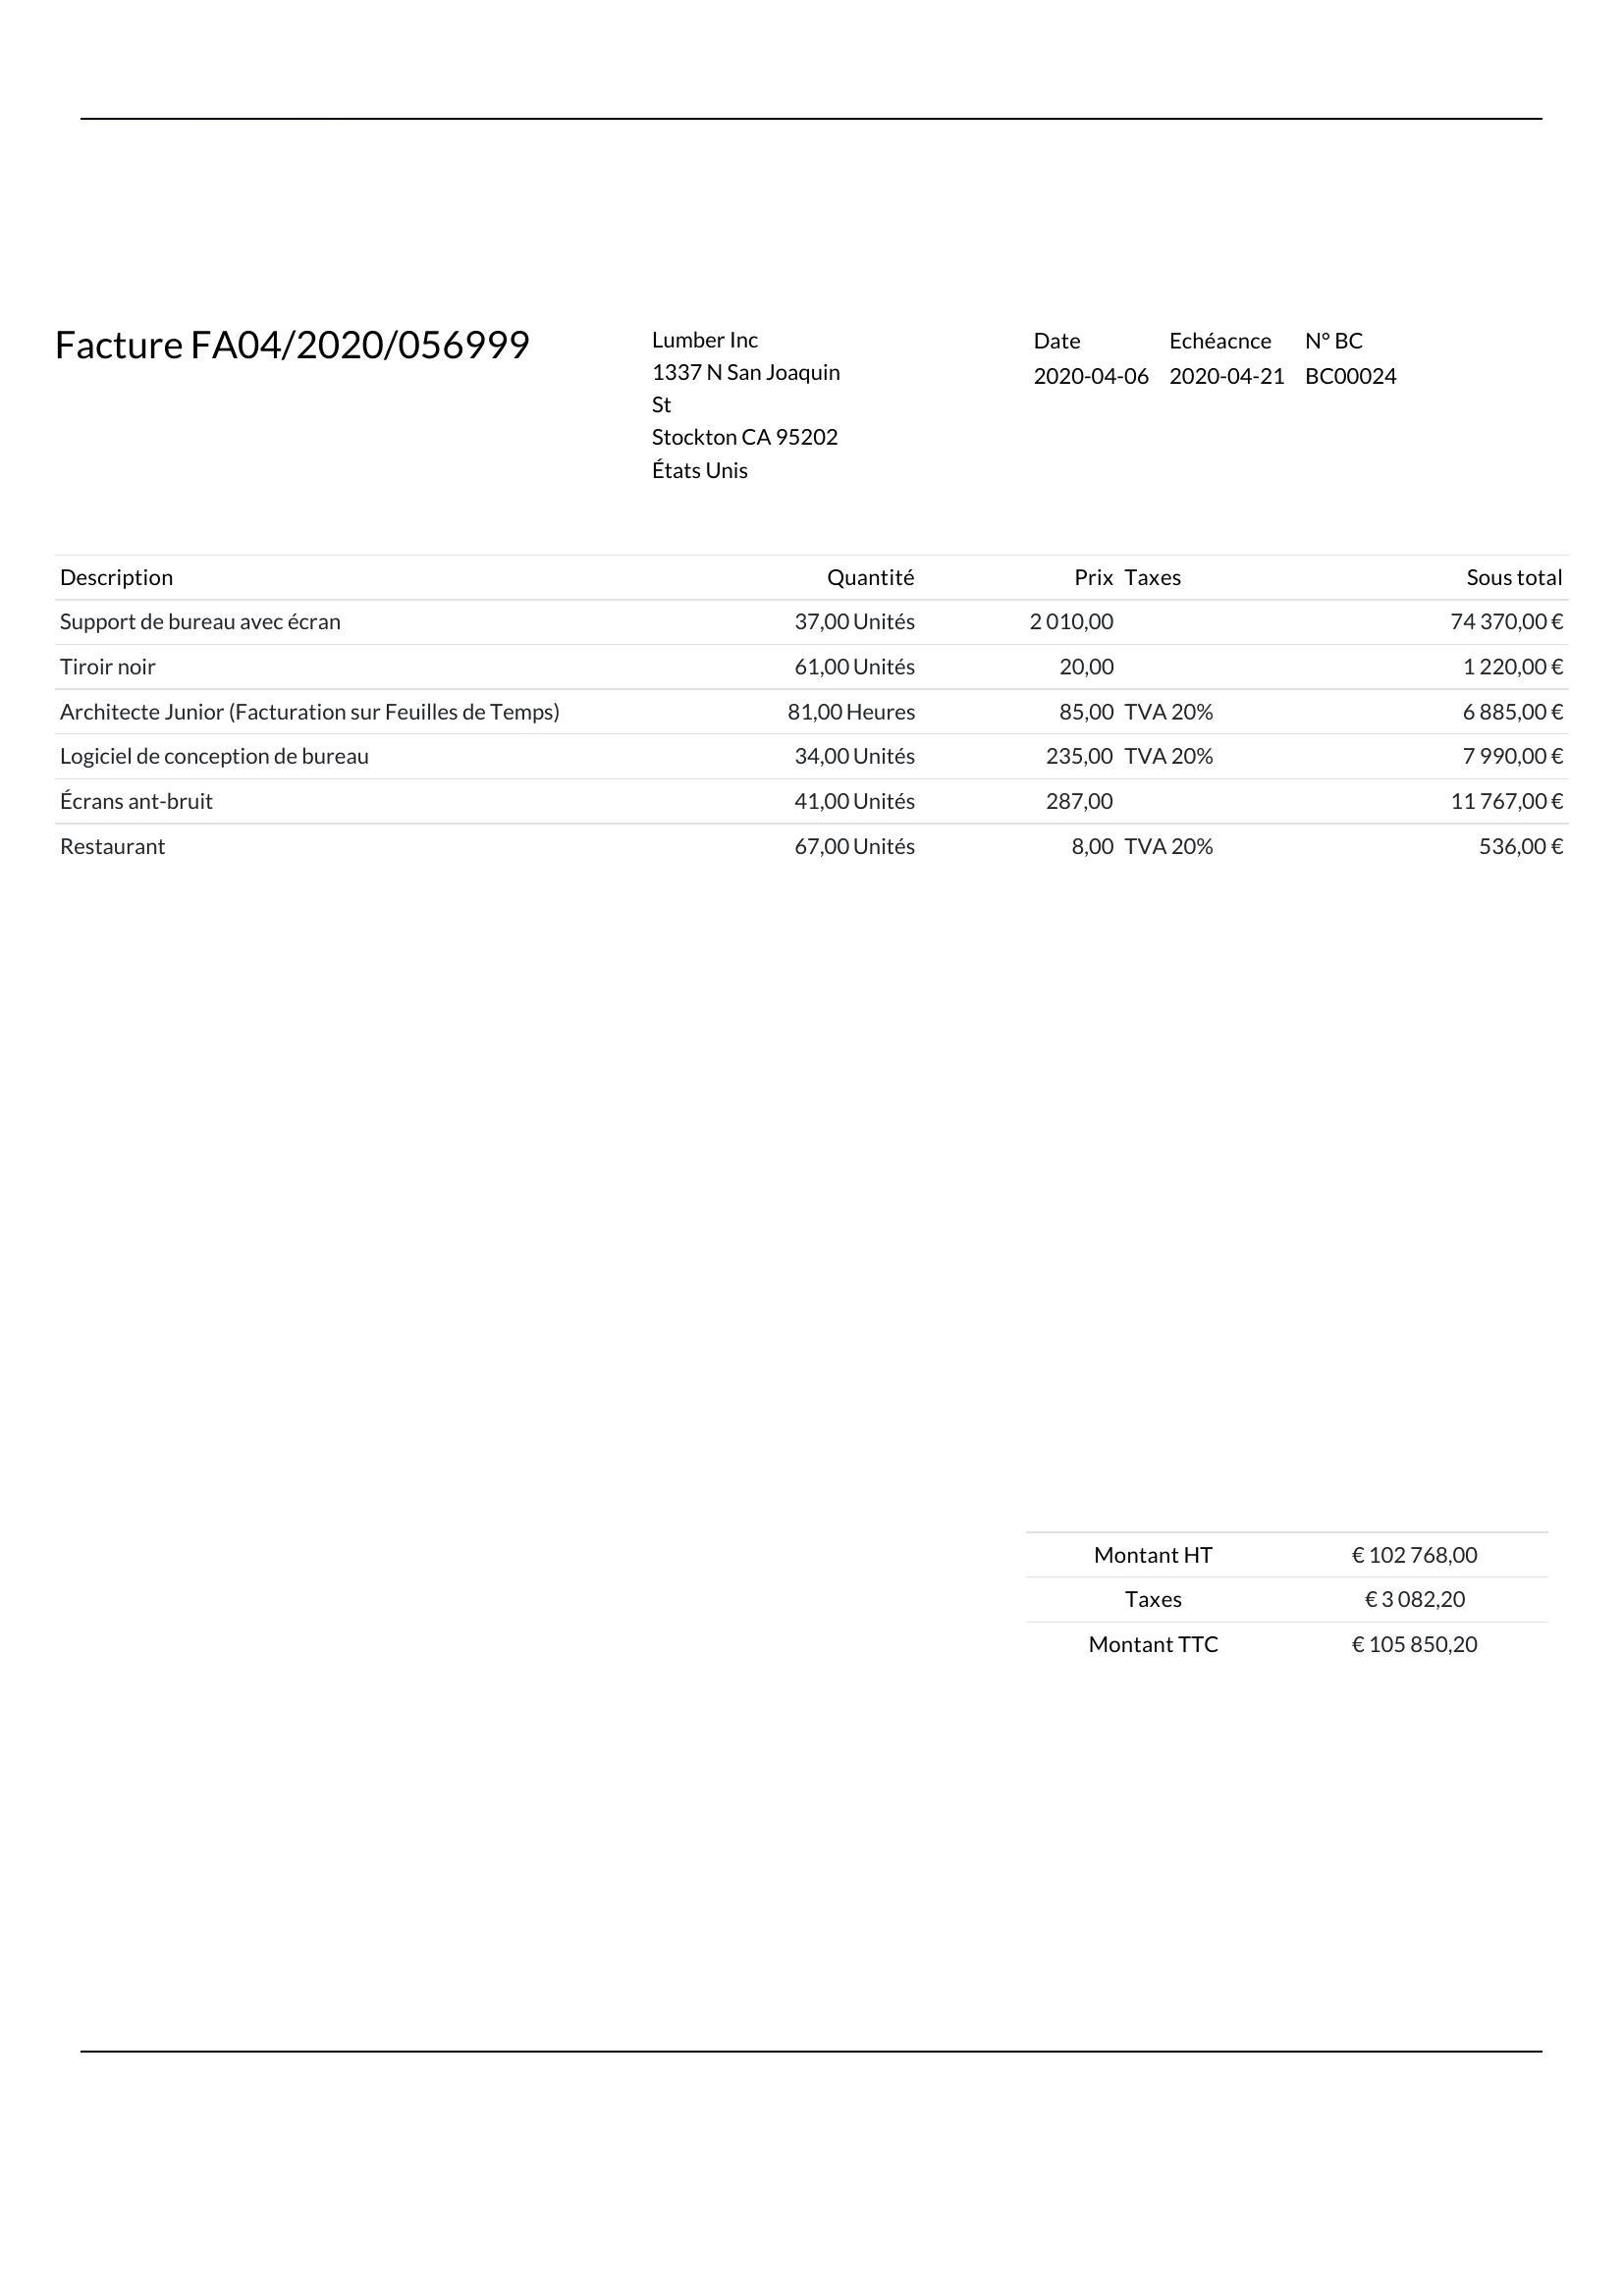 Facture FA04/2020/056999
Lumber Inc
1337 N San Joaquin
St
Stockton CA 95202
États Unis
Date Echéacnce N° BC
2020-04-06 2020-04-21 BC00024
Description Quantité Prix Taxes Sous total
Support de bureau avec écran 37,00 Unités 2 010,00 74 370,00 €
Tiroir noir 61,00 Unités 20,00 1 220,00 €
Architecte Junior (Facturation sur Feuilles de Temps) 81,00 Heures 85,00 TVA 20% 6 885,00 €
Logiciel de conception de bureau 34,00 Unités 235,00 TVA 20% 7 990,00 €
Écrans ant-bruit 41,00 Unités 287,00 11 767,00 €
Restaurant 67,00 Unités 8,00 TVA 20% 536,00 €
Montant HT € 102 768,00
Taxes € 3 082,20
Montant TTC € 105 850,20